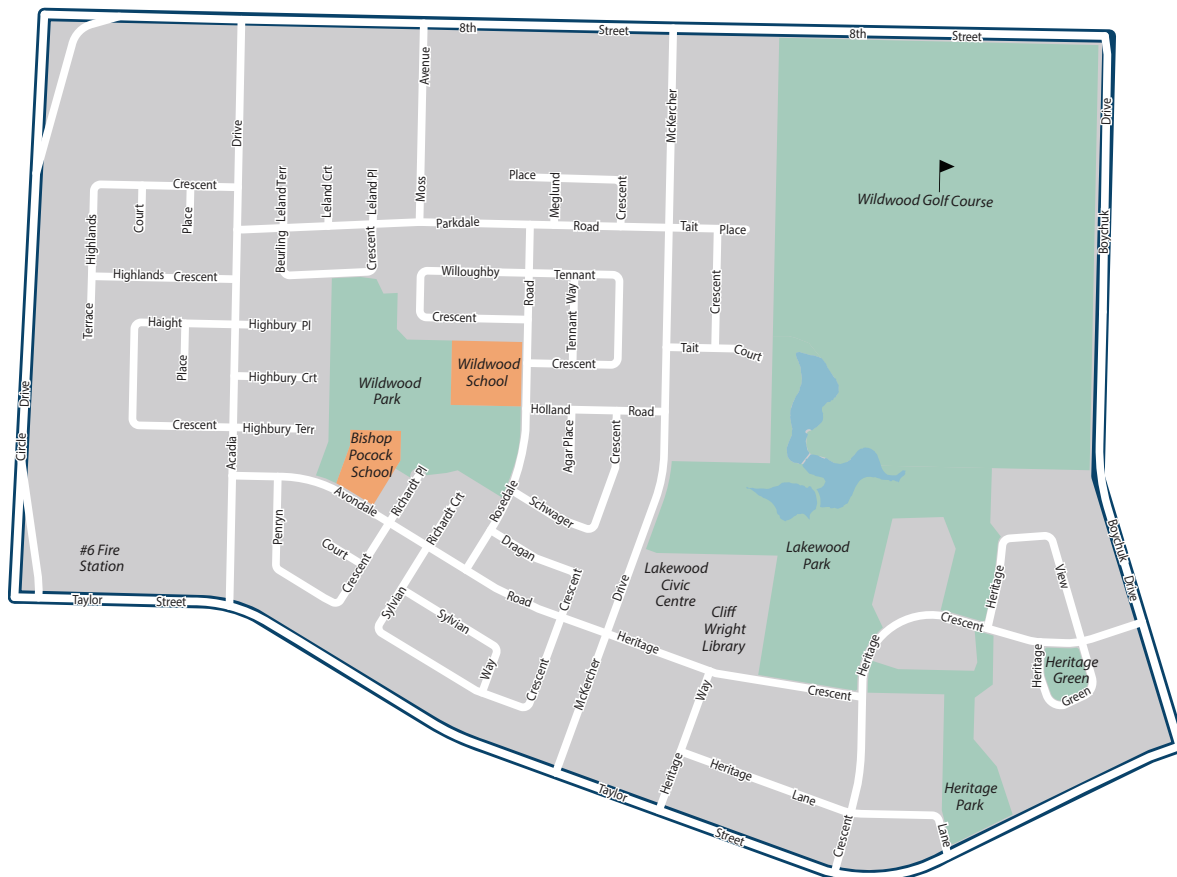 8th
Street
8th
Street
Avenue
McKercher
Drive
Drive
Wildwood Golf Course
Leland Terr
Leland Crt
Leland Pl
Place
Meglund
Crescent
Crescent
Court
Place
Highlands
Moss
Parkdale
Road
Tait
Place
Boychuk
Beurling
Crescent
Highlands
Crescent
Terrace
Willoughby
Road
Tennant
Tennant Way
Crescent
Crescent
Crescent
Haight
Highbury Pl
Place
Tait
Court
Highbury Crt
Wildwood
School
Wildwood
Park
Circle
Drive
Crescent
Highbury Terr
Acadia
Holland
Road
Agar Place
Crescent
Bishop
Pocock
School
Avondale
Richardt Pl
Richardt Crt
Rosedale
Schwager
Penryn
Court
Crescent
Dragan
Crescent
#6 Fire
Station
Taylor
Street
Sylvian
Sylvian
Way
Road
Crescent
Drive
McKercher
Lakewood
Civic
Centre
Cliff
Wright
Library
Lakewood
Park
Boychuk
Drive
Heritage
View
Crescent
Heritage
Heritage
Crescent
Heritage
Green
Heritage
Green
Way
Heritage
Heritage
Lane
Lane
Crescent
Heritage
Park
Taylor
Street